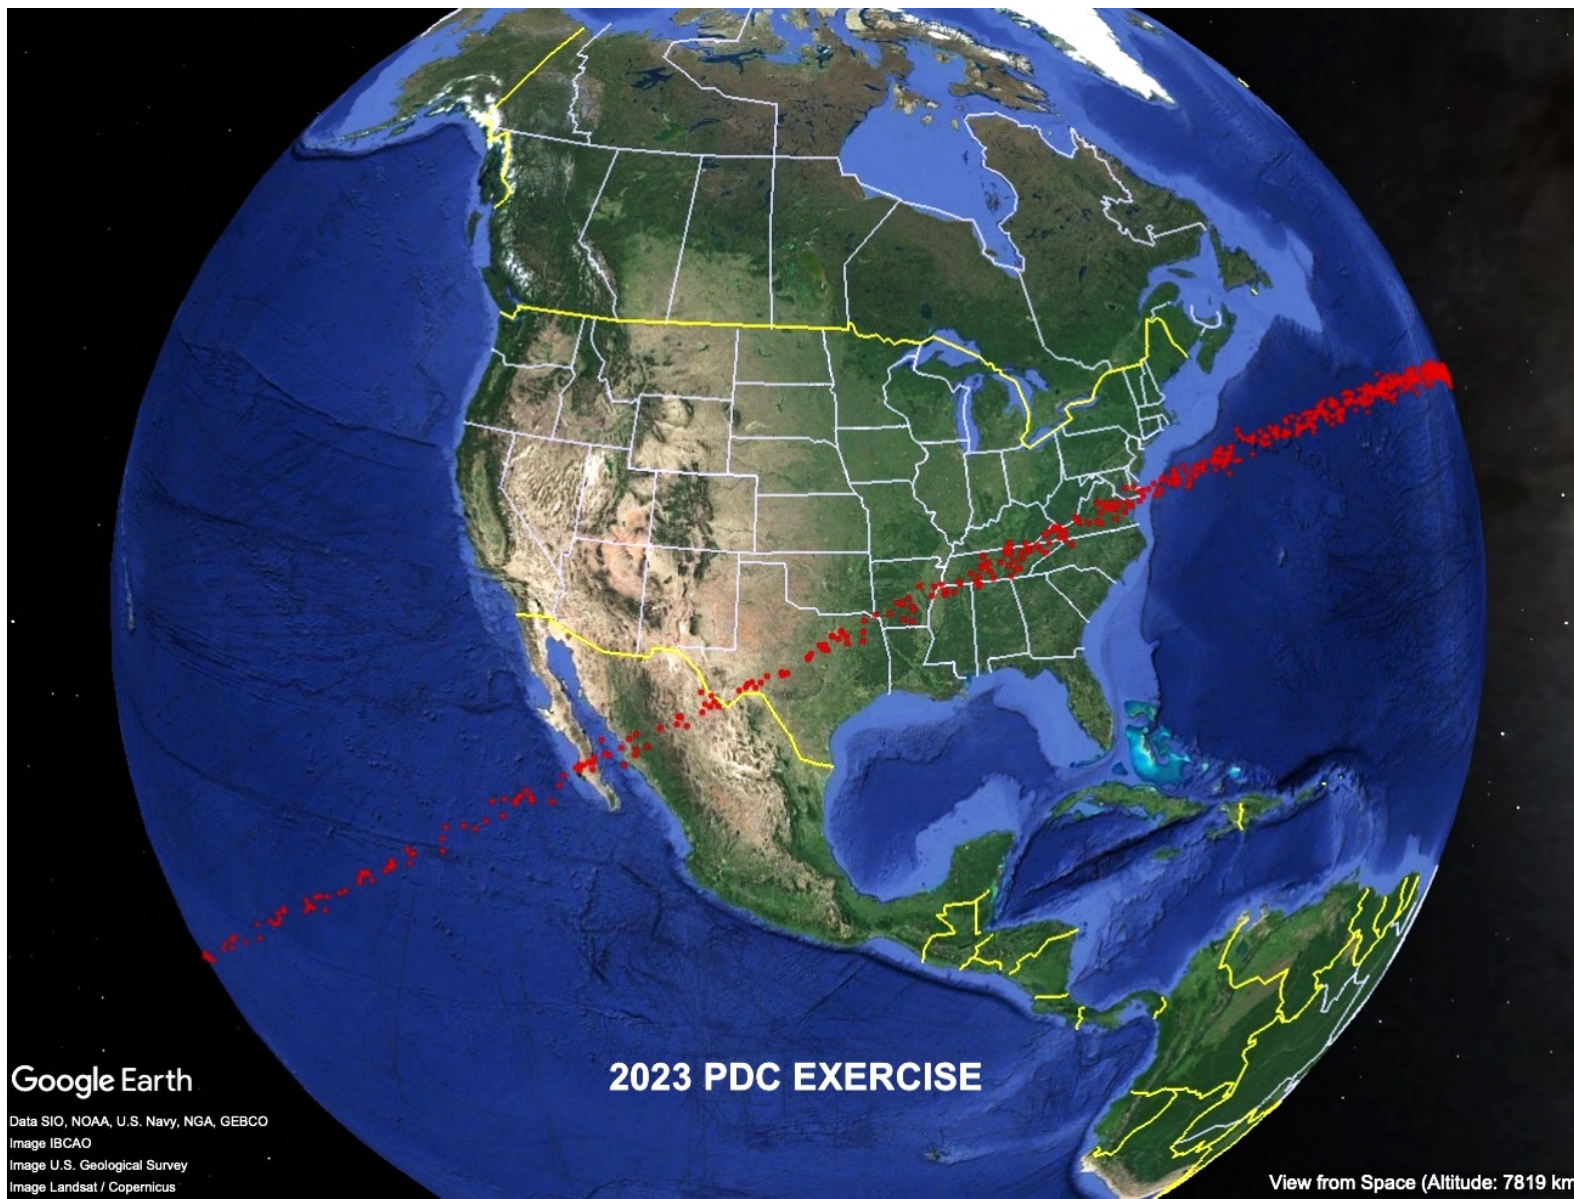 2023 PDC EXERCISE
Google Earth
Data SIO, NOAA, U.S. Navy, NGA, GEBCO
Image IBCAO
Image U.S. Geological Survey
Image Landsat / Copernicus
View from Space (Altitude: 7819 km